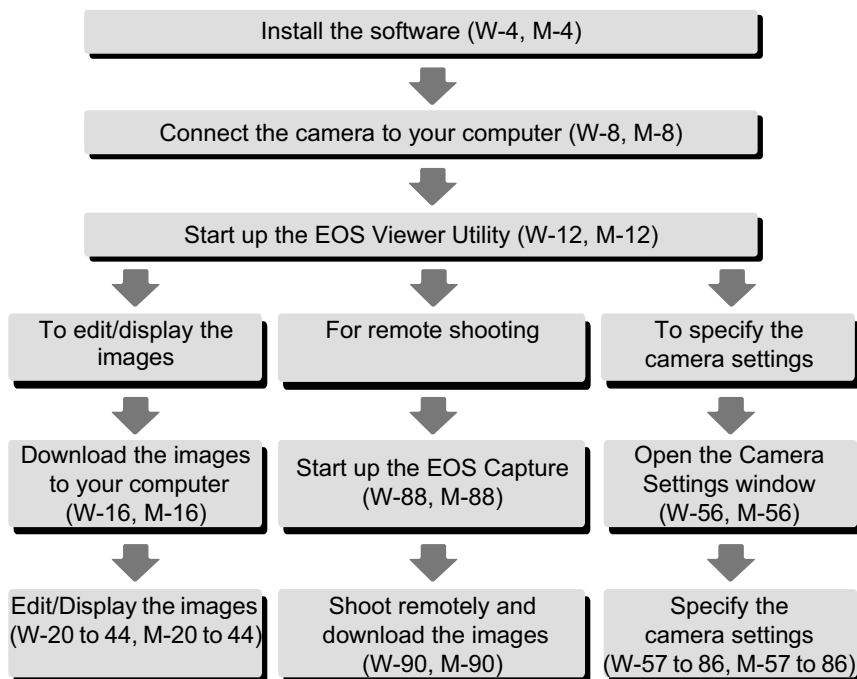 Install the software (W-4, M-4)
Connect the camera to your computer (W-8, M-8)
Start up the EOS Viewer Utility (W-12, M-12)
To edit/display the
images
For remote shooting
To specify the
camera settings
Download the images
to your computer
(W-16, M-16)
Start up the EOS Capture
(W-88, M-88)
Open the Camera
Settings window
(W-56, M-56)
Edit/Display the images
(W-20 to 44, M-20 to 44)
Shoot remotely and
download the images
(W-90, M-90)
Specify the
camera settings
(W-57 to 86, M-57 to 86)